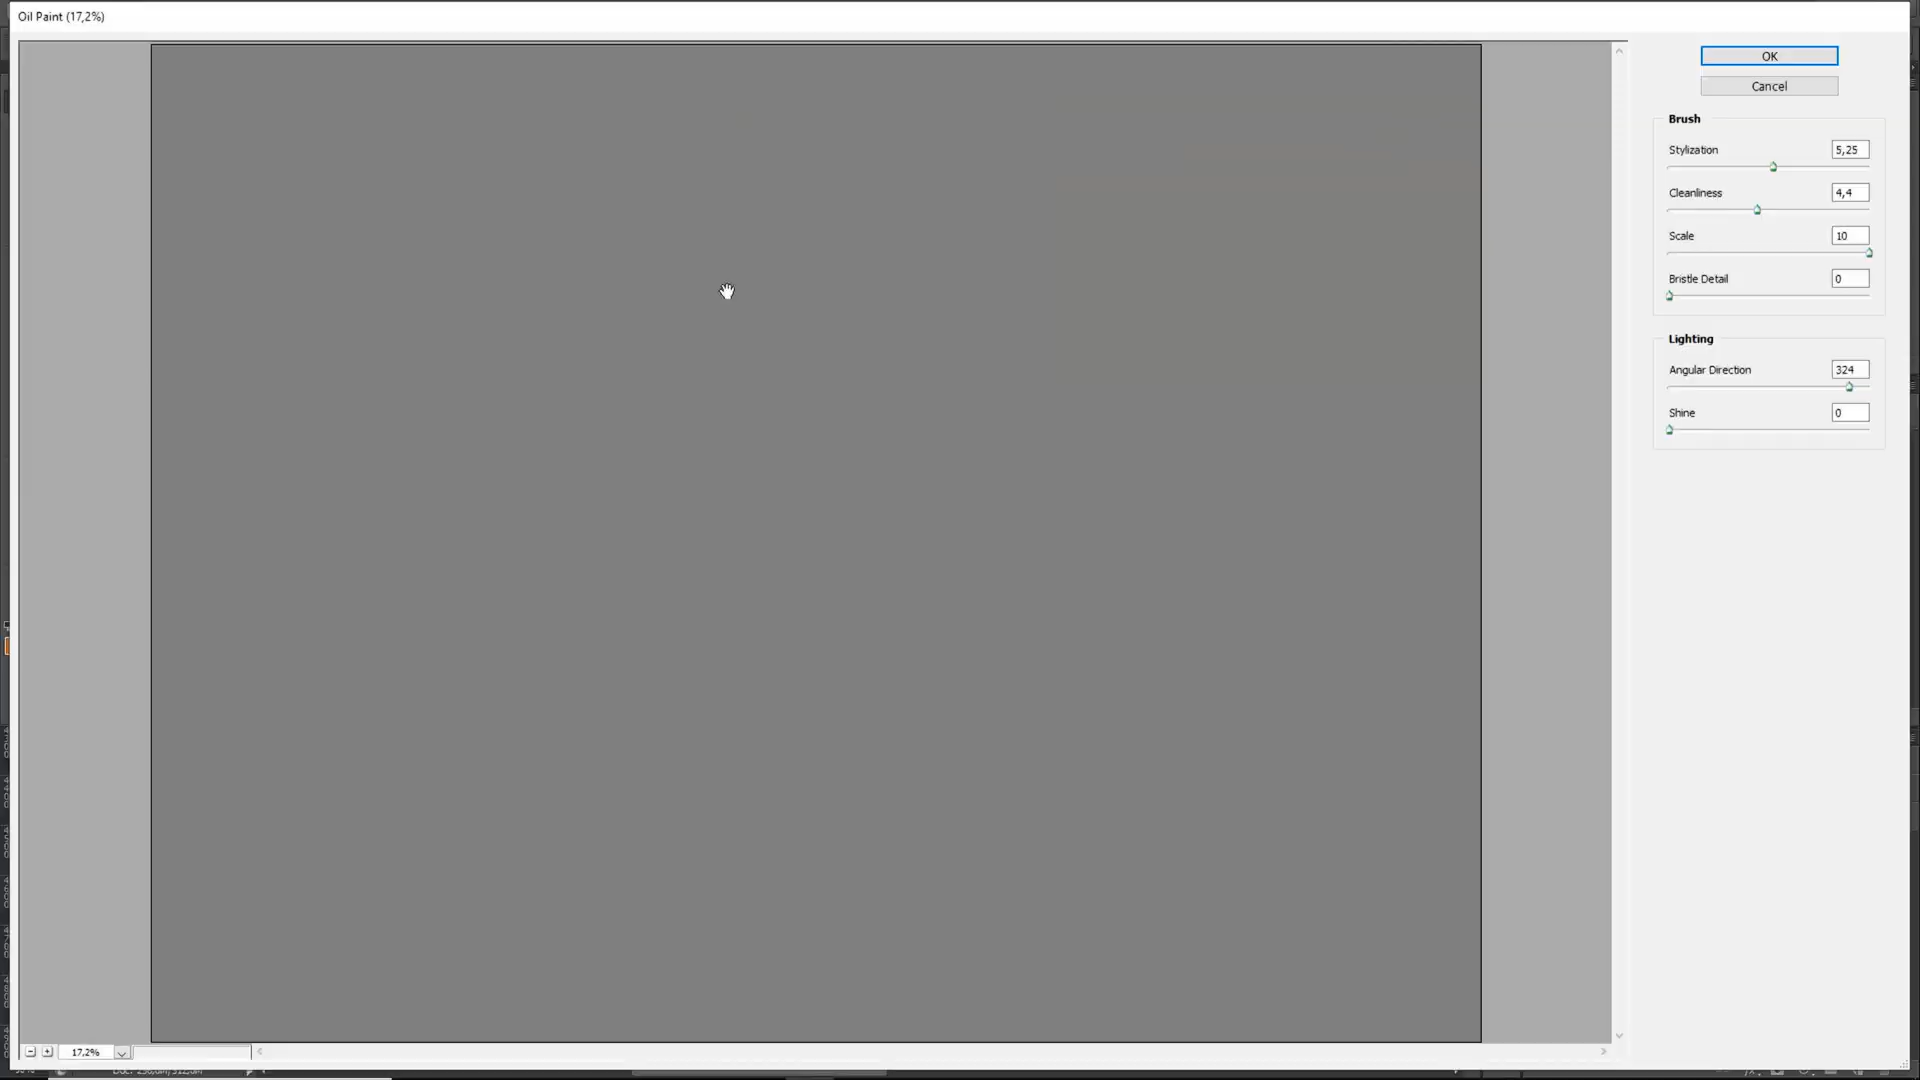 Oil Paint (17,2%)
OK
Cancel
Brush
Stylization 5,25
Cleanliness 4,4
Scale 10
Bristle Detail 0
Lighting
Angular Direction 324
Shine 0
17,2%